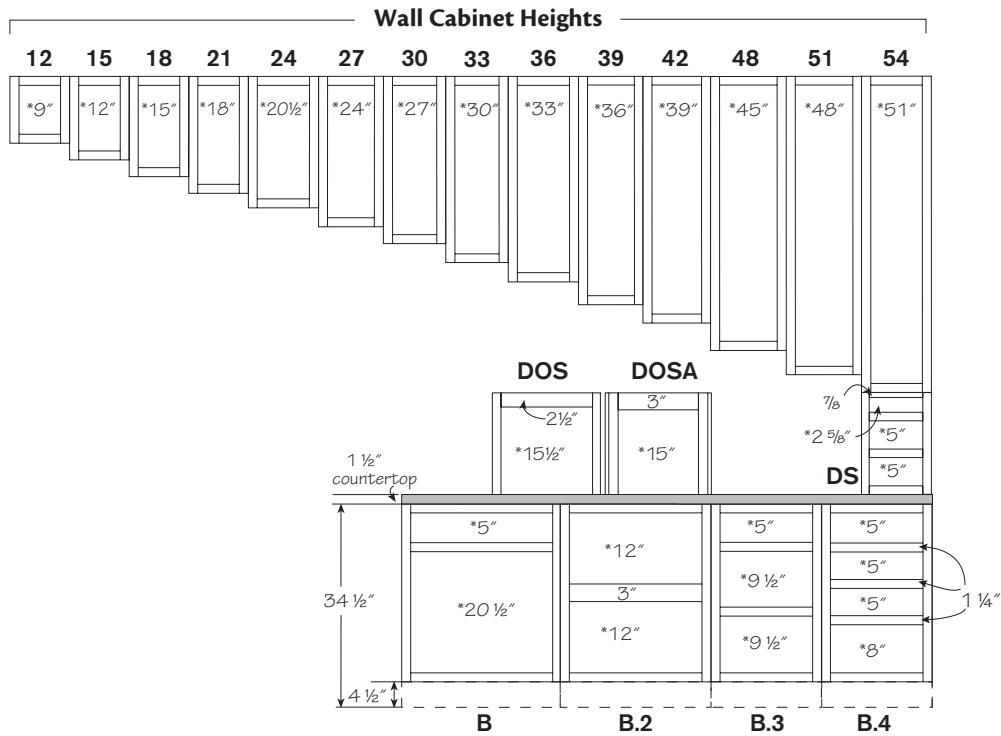 Wall Cabinet Heights
12 15 18 21 24 27 30 33 36 39 42 48 51 54
*9″ *12″ *15″ *18″ *20½″ *24″ *27″ *30″ *33″ *36″ *39″ *45″ *48″ *51″
DOS DOSA
⅞
3″
2½″
*2 ⅝″ *5″
*15½″ *15″
1 ½″
countertop
*5″
DS
*5″ *5″ *5″
*12″
*5″
*9 ½″
34 ½″ 3″ 1 ¼″
*20 ½″ *5″
*12″ *9 ½″ *8″
4 ½″
B B.2 B.3 B.4